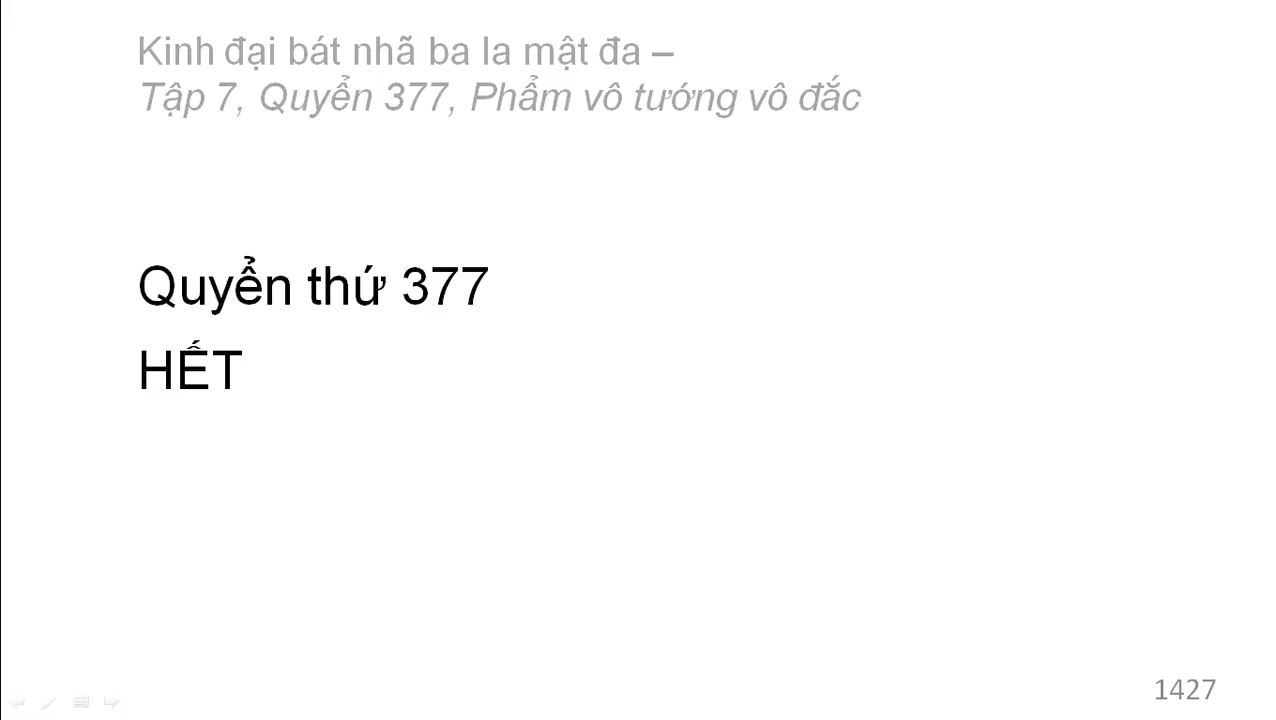 Kinh đại bát nhã ba la mật đa –
Tập 7, Quyển 377, Phẩm vô tướng vô đắc
Quyển thứ 377
HẾT
1427